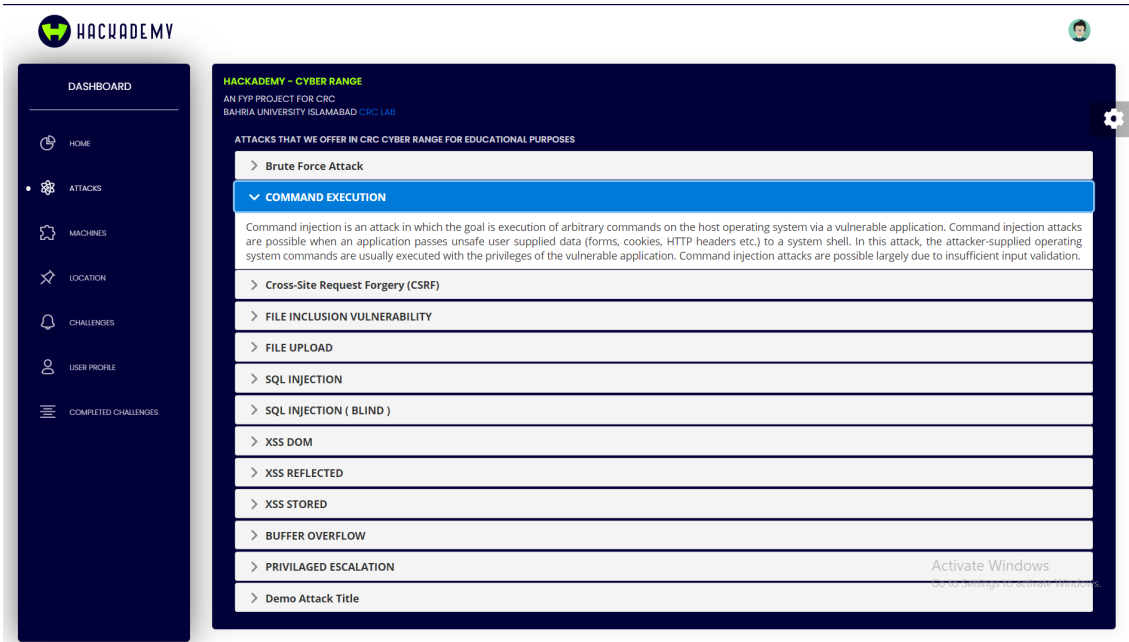 HACKADEMY
DASHBOARD
HOME
ATTACKS
MACHINES
LOCATION
CHALLENGES
USER PROFILE
COMPLETED CHALLENGES
HACKADEMY - CYBER RANGE
AN FYP PROJECT FOR CRC
BAHRIA UNIVERSITY ISLAMABAD CRC LAB
ATTACKS THAT WE OFFER IN CRC CYBER RANGE FOR EDUCATIONAL PURPOSES
Brute Force Attack
COMMAND EXECUTION
Command injection is an attack in which the goal is execution of arbitrary commands on the host operating system via a vulnerable application. Command injection attacks
are possible when an application passes unsafe user supplied data (forms, cookies, HTTP headers etc.) to a system shell. In this attack, the attacker-supplied operating
system commands are usually executed with the privileges of the vulnerable application. Command injection attacks are possible largely due to insufficient input validation.
Cross-Site Request Forgery (CSRF)
FILE INCLUSION VULNERABILITY
FILE UPLOAD
SQL INJECTION
SQL INJECTION ( BLIND )
XSS DOM
XSS REFLECTED
XSS STORED
BUFFER OVERFLOW
PRIVILAGED ESCALATION
Demo Attack Title
Activate Windows
Go to Settings to activate Windows.